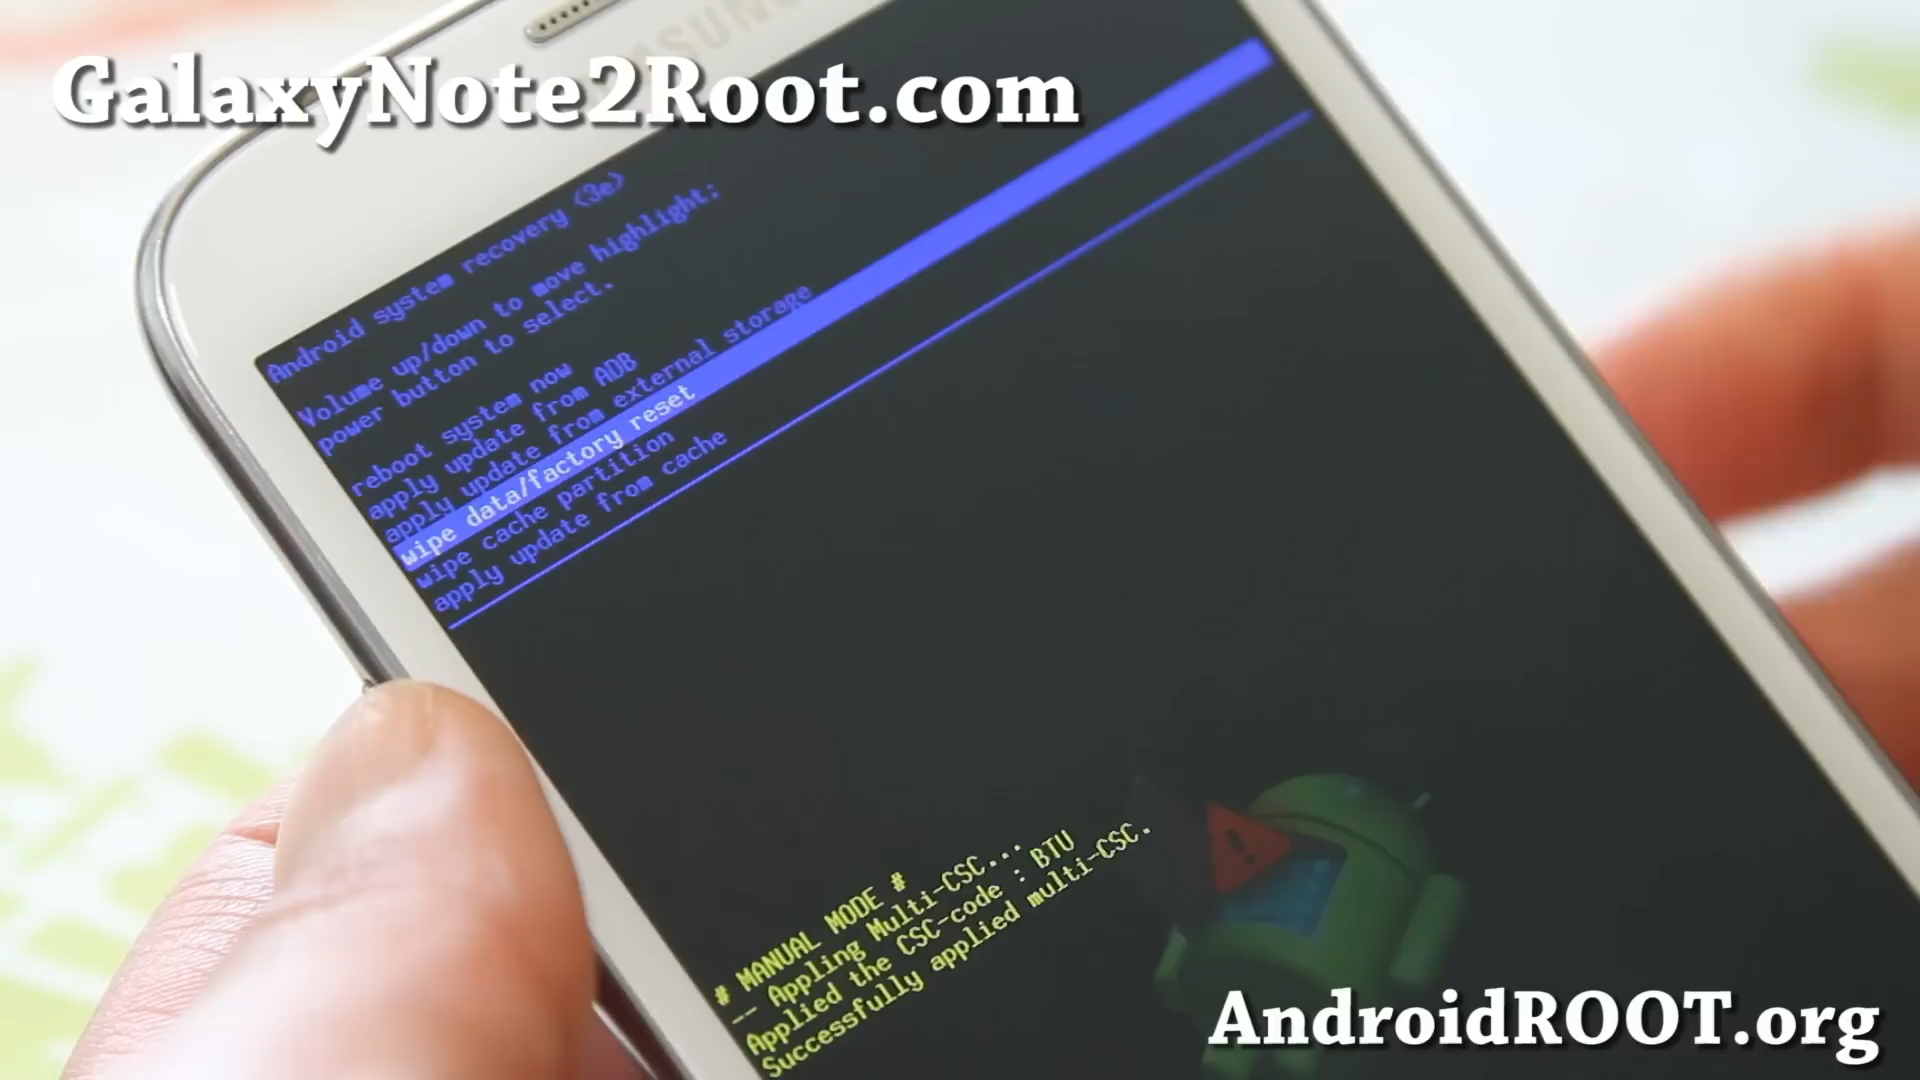 GalaxyNote2Root.com
SAMSUNG
Android system recovery <3e>
Volume up/down to move highlight;
power button to select.
reboot system now
apply update from ADB
apply update from external storage
wipe data/factory reset
wipe cache partition
apply update from cache
# MANUAL MODE #
-- Appling Multi-CSC...
Applied the CSC-code : BTU
Successfully applied multi-CSC.
AndroidROOT.org